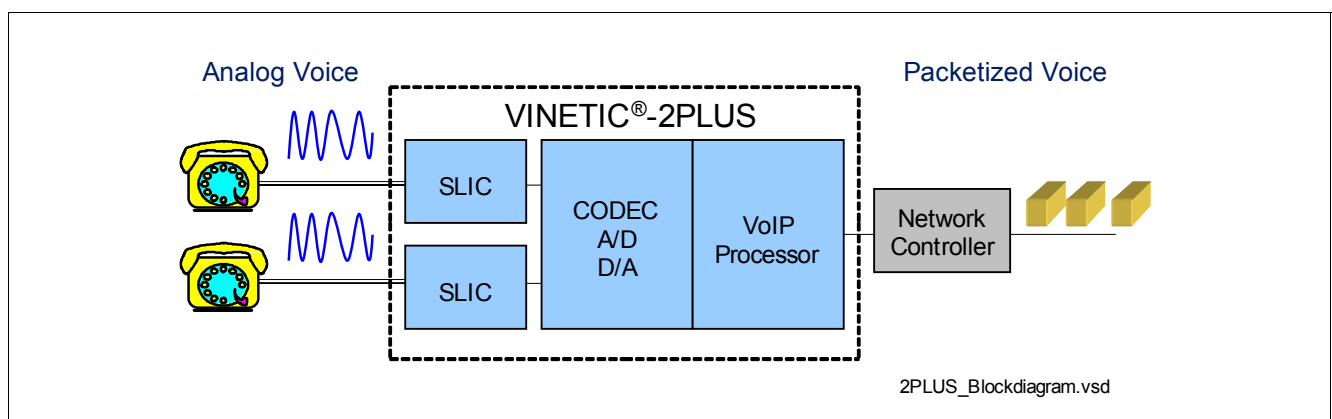 Analog Voice
Packetized Voice
VINETIC®-2PLUS
SLIC
SLIC
CODEC
A/D
D/A
VoIP
Processor
Network
Controller
2PLUS_Blockdiagram.vsd